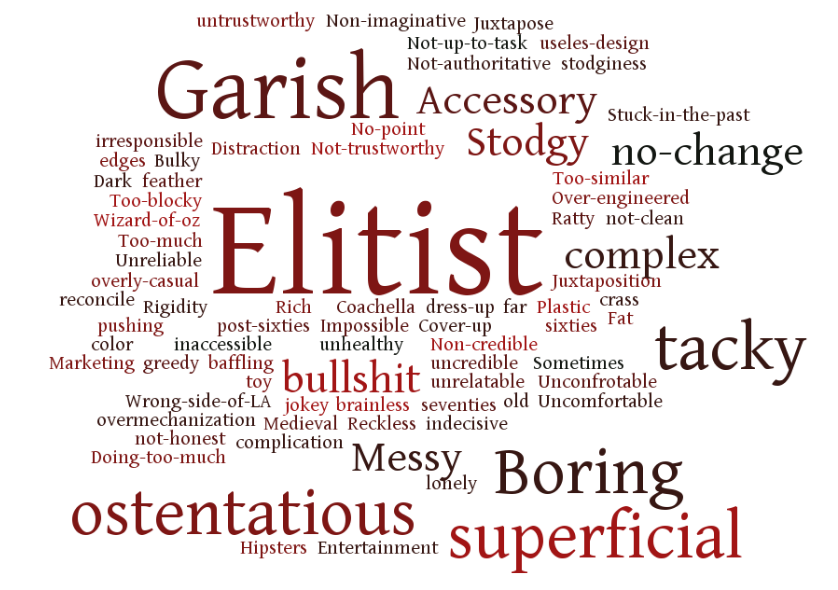 untrustworthy Non-imaginative Juxtapose
Not-up-to-task useles-design
Garish Not-authoritative stodginess
Accessory Stuck-in-the-past
No-point
irresponsible Distraction Not-trustworthy Stodgy no-change
edges Bulky
Dark feather Too-similar
Too-blocky Over-engineered
Wizard-of-oz Ratty not-clean
Too-much Elitist complex
Unreliable
overly-casual Juxtaposition
reconcile Rigidity Rich Coachella dress-up far Plastic crass
pushing post-sixties Impossible Cover-up sixties Fat
color inaccessible unhealthy Non-credible tacky
Marketing greedy baffling uncredible Sometimes
toy bullshit unrelatable Unconfrotable
Wrong-side-of-LA jokey brainless seventies old Uncomfortable
overmechanization Medieval Reckless indecisive
not-honest complication
Doing-too-much Messy Boring
lonely
ostentatious superficial
Hipsters Entertainment